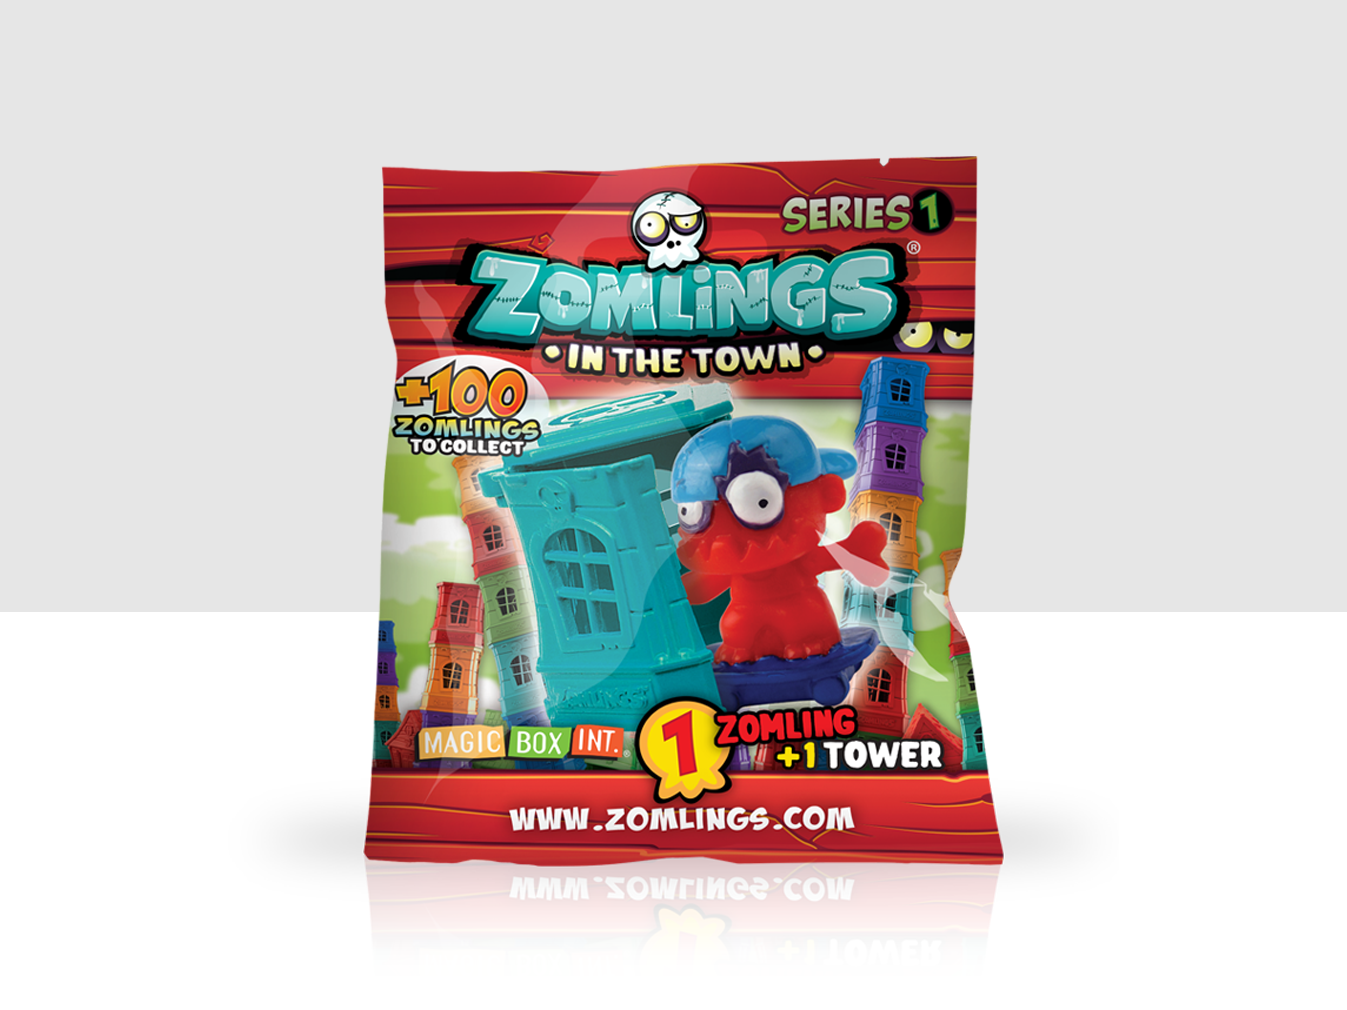 SERIES 1
ZOMLINGS®
• IN THE TOWN •
+100
ZOMLINGS
TO COLLECT
MAGIC BOX INT.®
1 ZOMLING
+1 TOWER
WWW.ZOMLINGS.COM